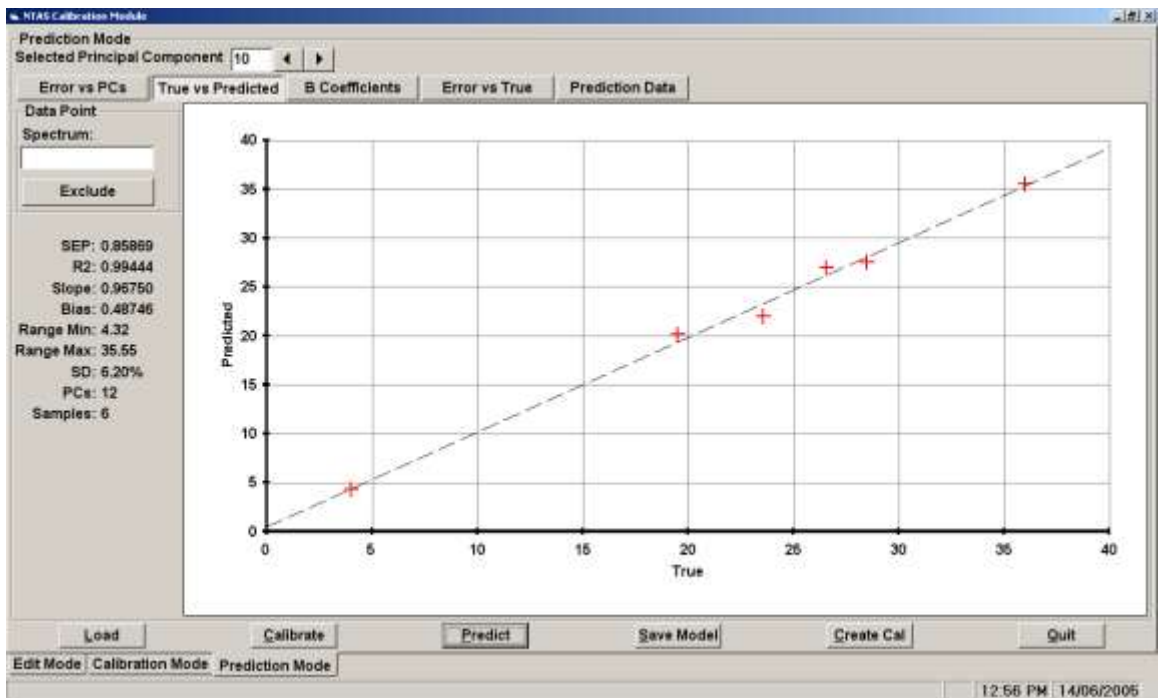 NTAS Calibration Module
Prediction Mode
Selected Principal Component 10
Error vs PCs True vs Predicted B Coefficients Error vs True Prediction Data
Data Point
Spectrum:
Exclude
SEP: 0.85869
R2: 0.99444
Slope: 0.96750
Bias: 0.48746
Range Min: 4.32
Range Max: 35.55
SD: 6.20%
PCs: 12
Samples: 6
40
35
30
25
20
15
10
5
0
Predicted
0 5 10 15 20 25 30 35 40
True
Load Calibrate Predict Save Model Create Cal Quit
Edit Mode Calibration Mode Prediction Mode
12:56 PM 14/06/2005